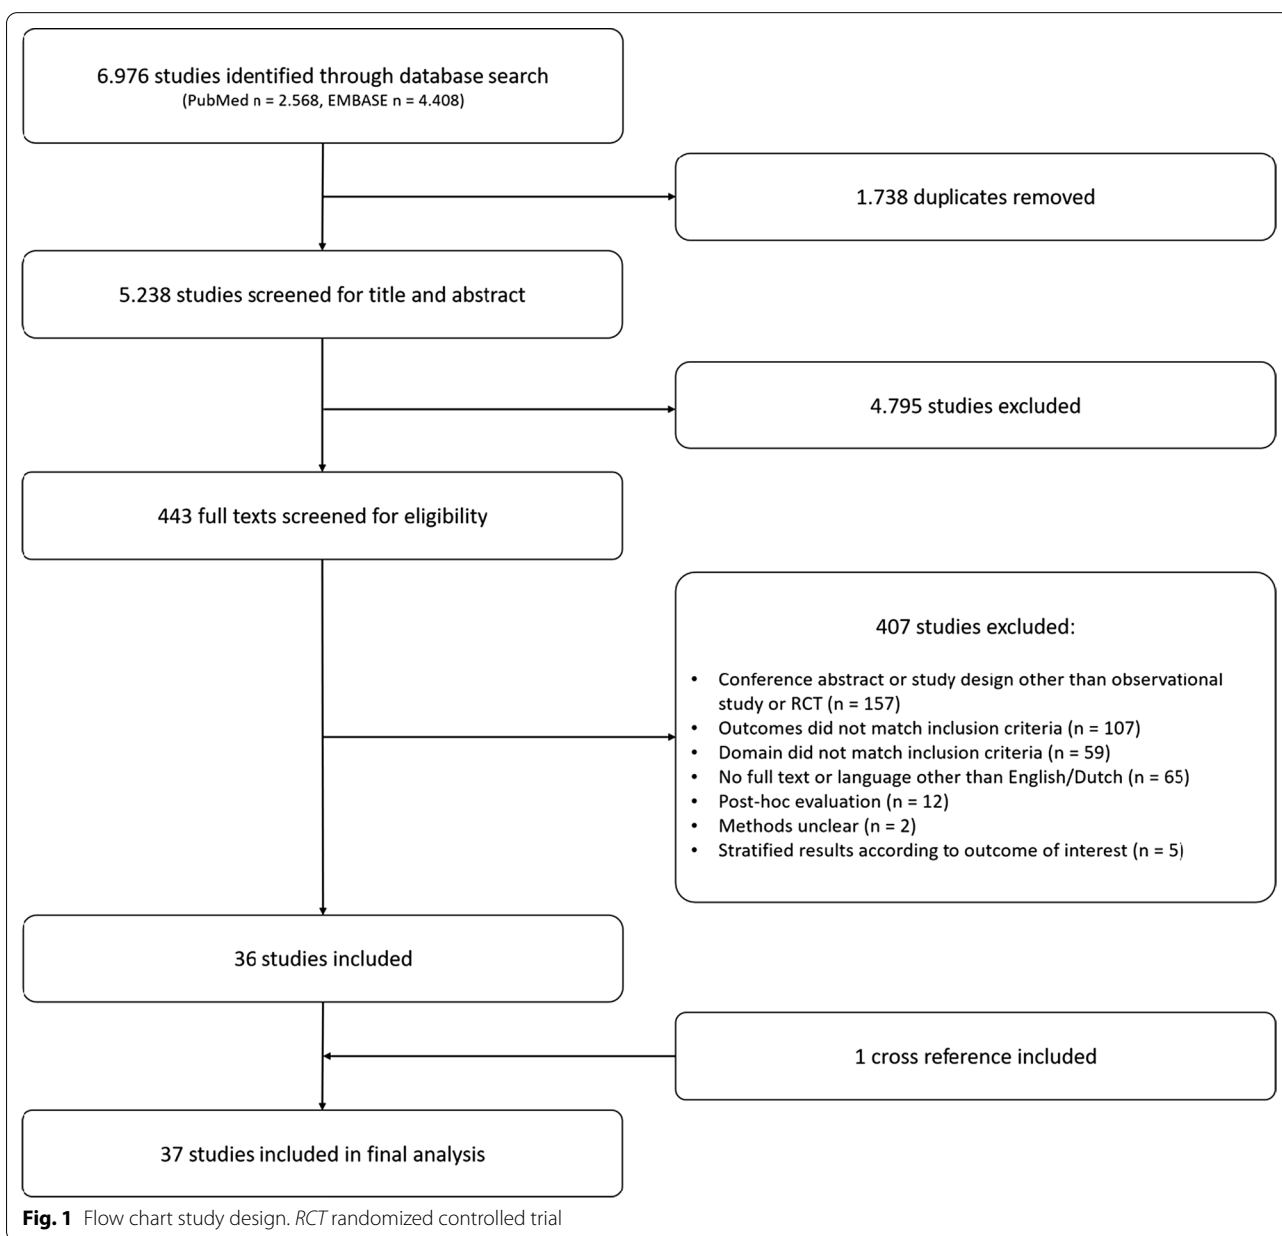 6.976 studies identified through database search
(PubMed n = 2.568, EMBASE n = 4.408)
1.738 duplicates removed
5.238 studies screened for title and abstract
4.795 studies excluded
443 full texts screened for eligibility
407 studies excluded:
• Conference abstract or study design other than observational
study or RCT (n = 157)
• Outcomes did not match inclusion criteria (n = 107)
• Domain did not match inclusion criteria (n = 59)
• No full text or language other than English/Dutch (n = 65)
• Post-hoc evaluation (n = 12)
• Methods unclear (n = 2)
• Stratified results according to outcome of interest (n = 5)
36 studies included
1 cross reference included
37 studies included in final analysis
Fig. 1 Flow chart study design. RCT randomized controlled trial